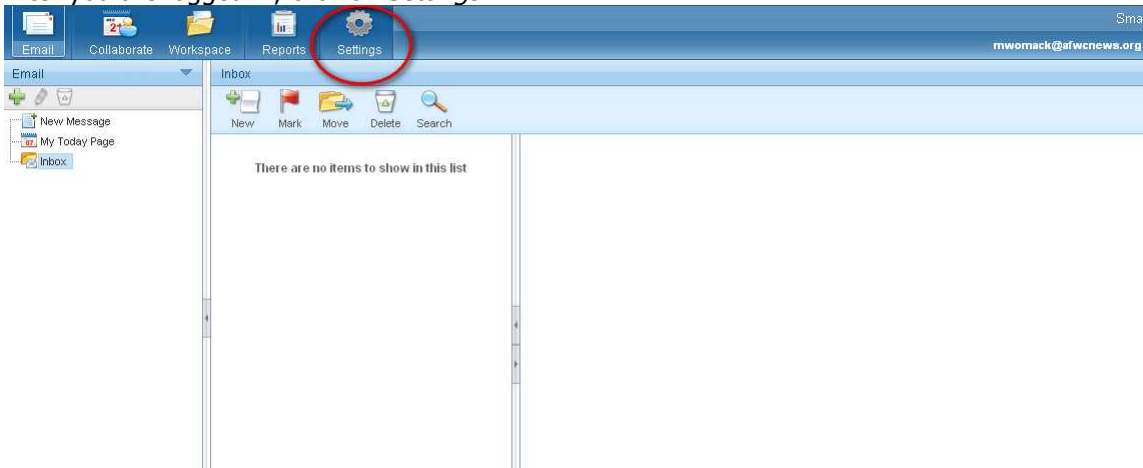 Sma
Email Collaborate Workspace Reports Settings
mwomack@afwcnews.org
Email
Inbox
New Message
My Today Page
Inbox
New Mark Move Delete Search
There are no items to show in this list